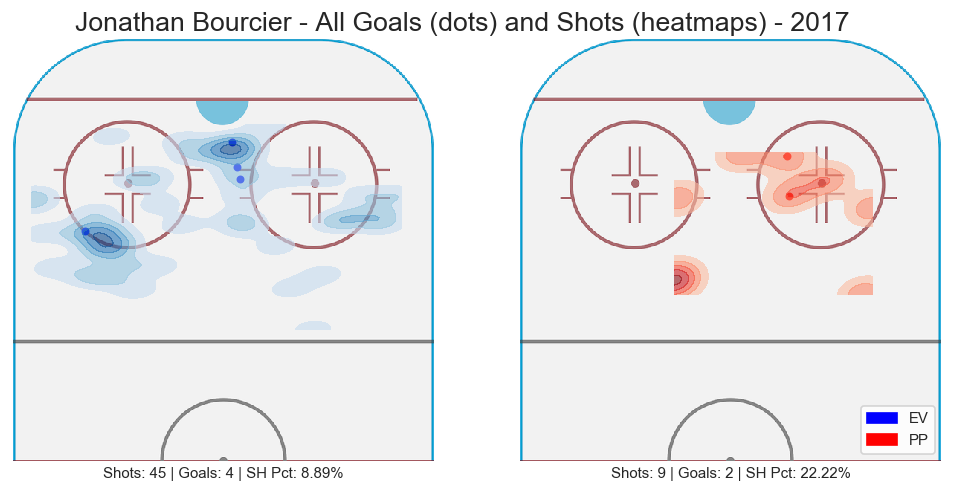 Jonathan Bourcier - All Goals (dots) and Shots (heatmaps) - 2017
EV
PP
Shots: 45 | Goals: 4 | SH Pct: 8.89%
Shots: 9 | Goals: 2 | SH Pct: 22.22%